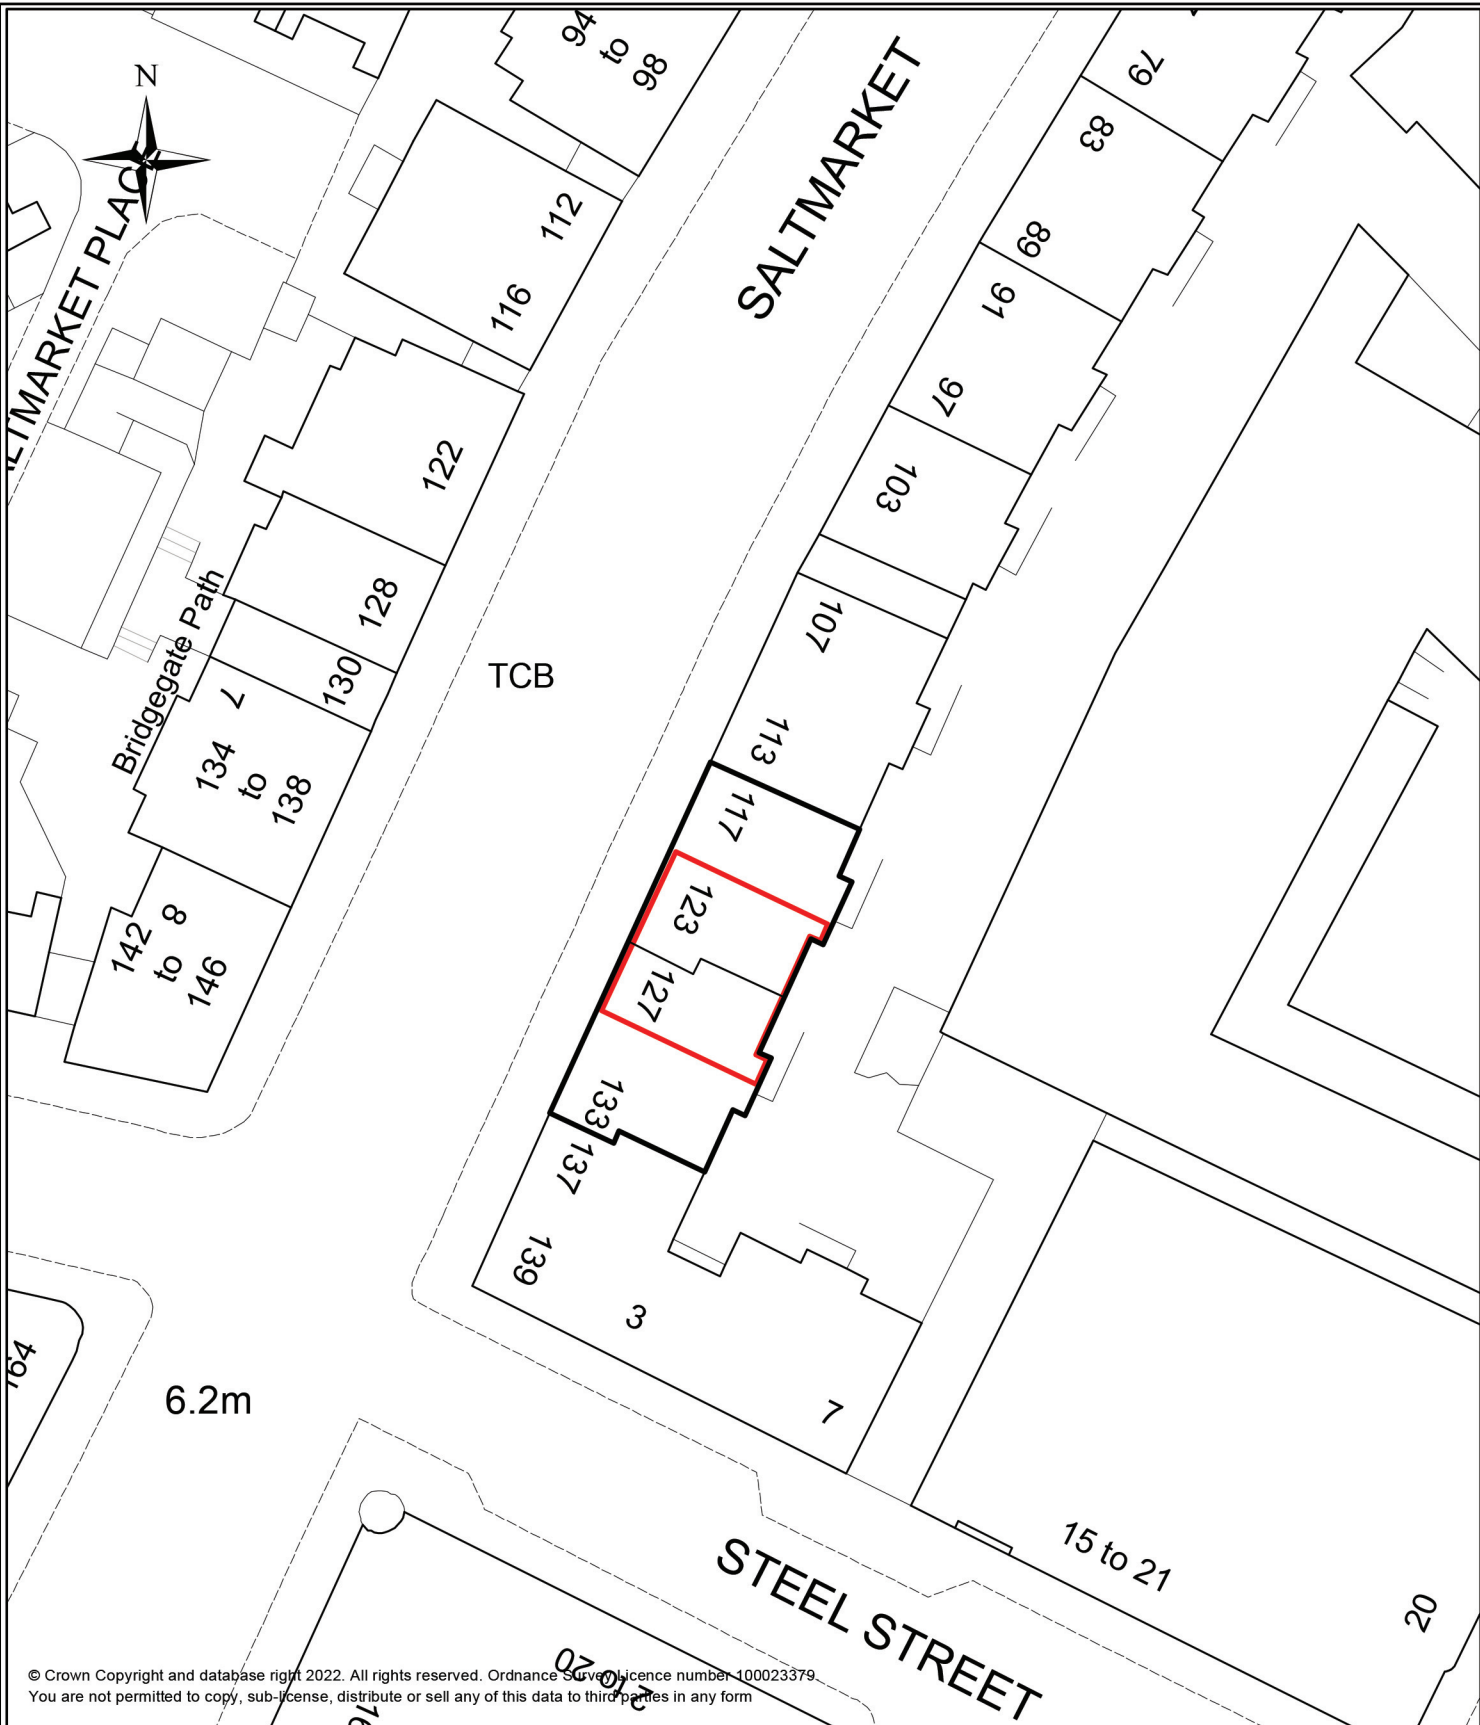 94
to
98
SALTMARKET
79
83
N
112
89
116
91
97
122
103
128
107
Bridgegate Path
130
TCB
7
113
134
to
138
117
123
8
142
to
146
127
133
137
139
3
164
6.2m
7
15 to 21
STEEL STREET
20
2 to 20
© Crown Copyright and database right 2022. All rights reserved. Ordnance Survey Licence number 100023379.
You are not permitted to copy, sub-license, distribute or sell any of this data to third parties in any form